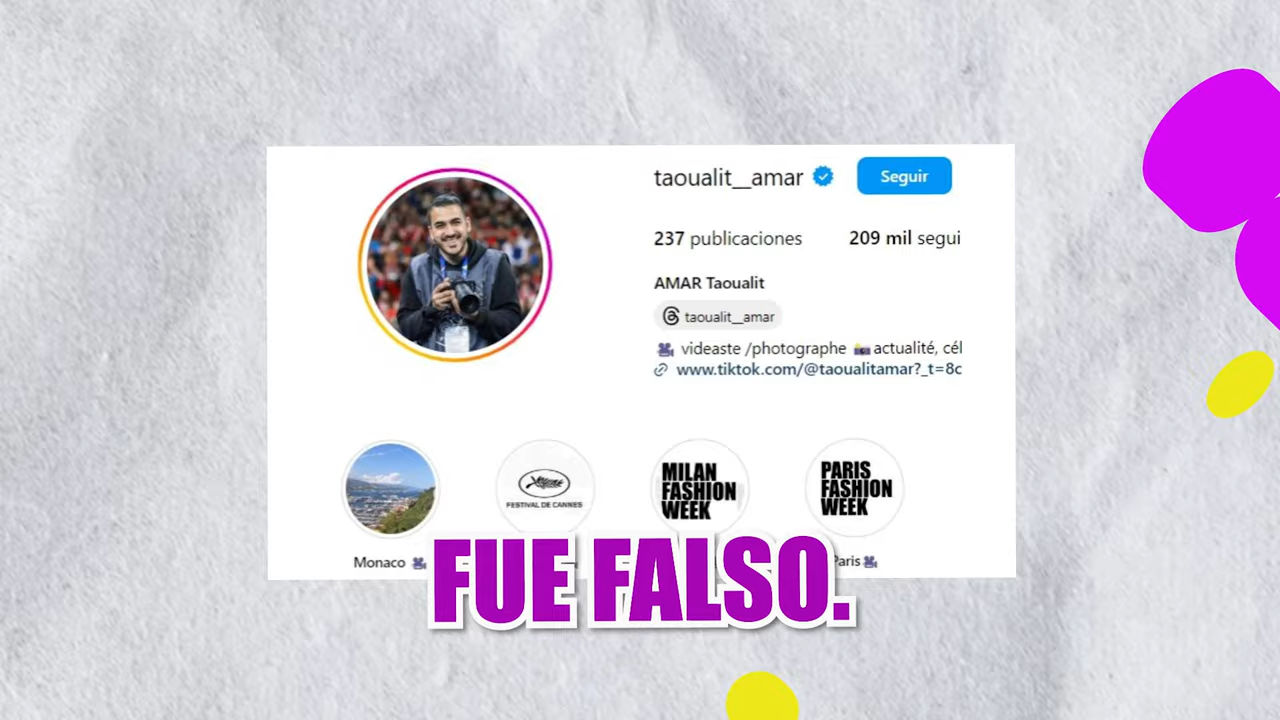 taoualit__amar
Seguir
237 publicaciones
209 mil segui
AMAR Taoualit
taoualit__amar
videaste /photographe
actualité, cél
www.tiktok.com/@taoualitamar?_t=8c
FESTIVAL DE CANNES
MILAN
FASHION
WEEK
PARIS
FASHION
WEEK
Monaco
Paris
FUE FALSO.